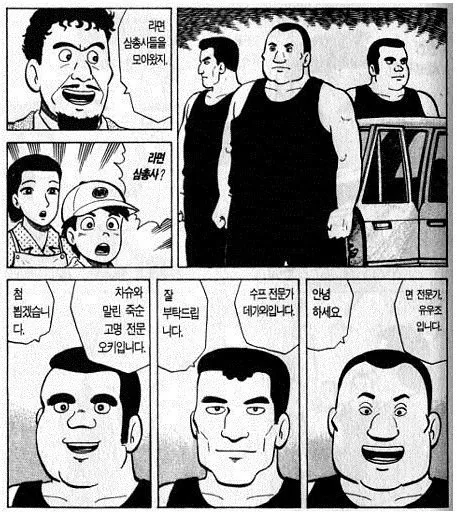 라면
삼총사들을
모아왔지.
라면
삼총사?
면 전문가,
유우조
입니다.
안녕
하세요.
수프 전문가
데가와입니다.
잘
부탁드립
니다.
차슈와
말린 죽순
고명 전문
오키입니다.
첨
뵙겠습니
다.